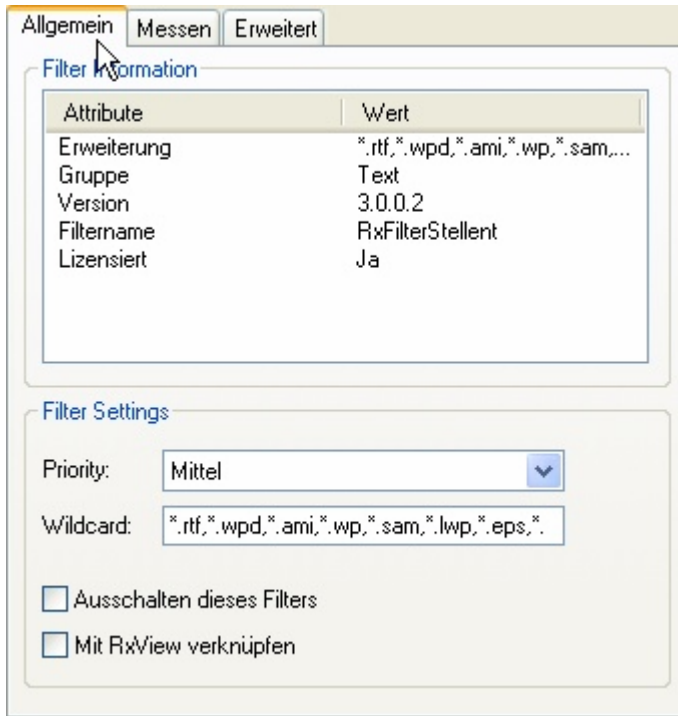 Allgemein Messen Erweitert
Filter Information
Attribute Wert
Erweiterung *.rtf,*.wpd,*.ami,*.wp,*.sam,...
Gruppe Text
Version 3.0.0.2
Filtername RxFilterStellent
Lizensiert Ja
Filter Settings
Priority: Mittel
Wildcard: *.rtf,*.wpd,*.ami,*.wp,*.sam,*.lwp,*.eps,*.
Ausschalten dieses Filters
Mit RxView verknüpfen